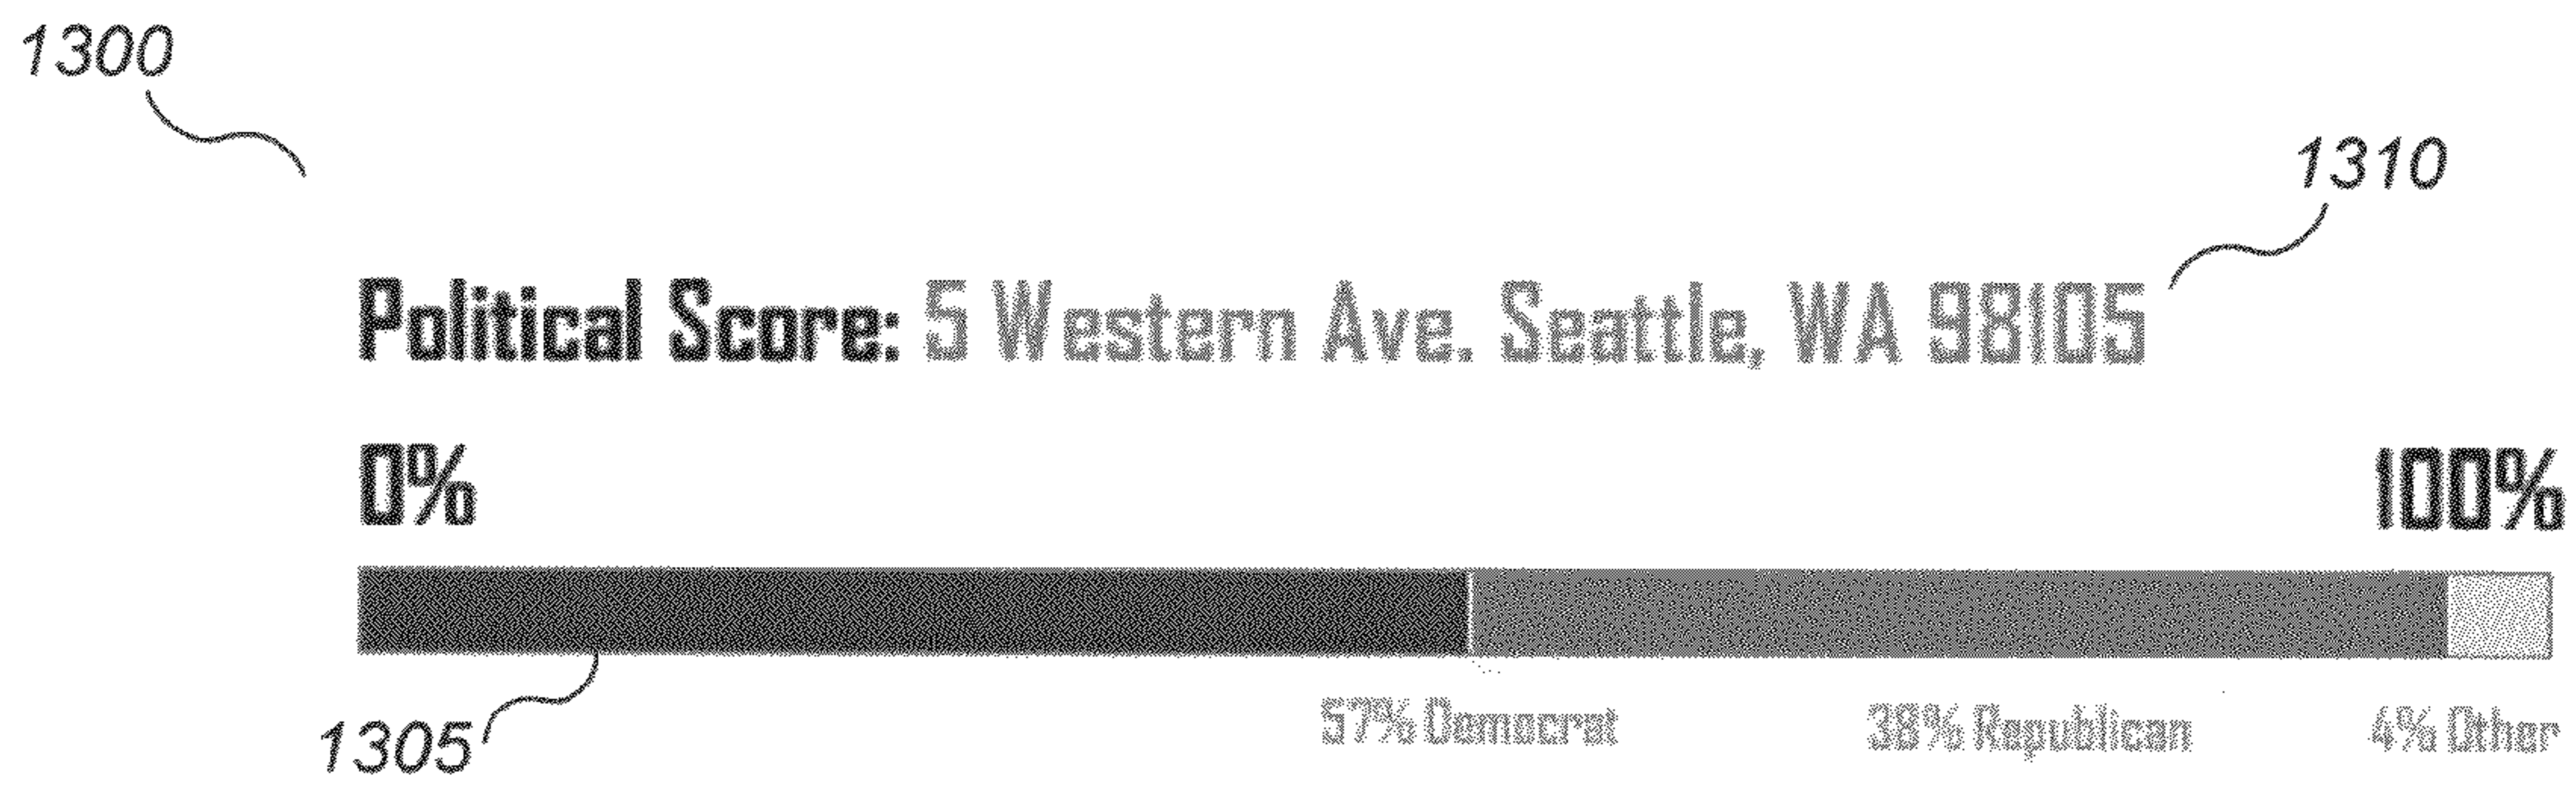 1300
1310
Political Score: 5 Western Ave. Seattle, WA 98105
0%
100%
57% Democrat
38% Republican
4% Other
1305